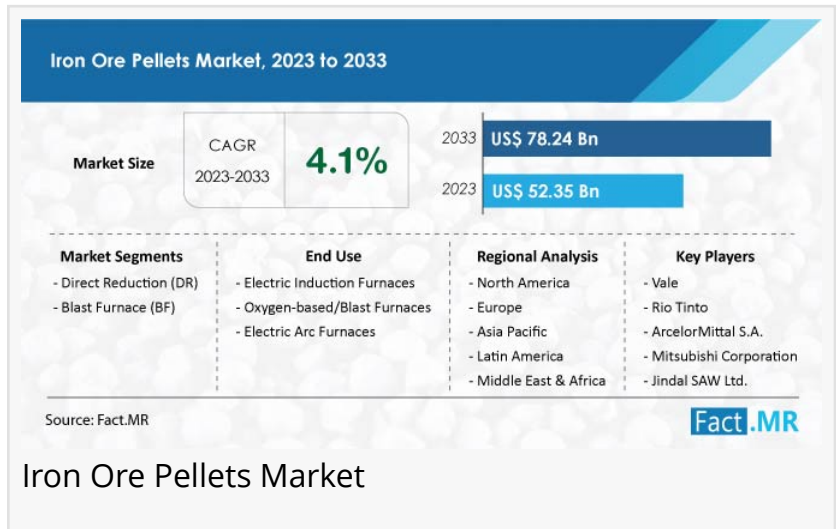 Iron Ore Pellets Market, 2023 to 2033
Market Size
CAGR
2023-2033
4.1%
2033 US$ 78.24 Bn
2023 US$ 52.35 Bn
Market Segments
- Direct Reduction (DR)
- Blast Furnace (BF)
End Use
- Electric Induction Furnaces
- Oxygen-based/Blast Furnaces
- Electric Arc Furnaces
Regional Analysis
- North America
- Europe
- Asia Pacific
- Latin America
- Middle East & Africa
Key Players
- Vale
- Rio Tinto
- ArcelorMittal S.A.
- Mitsubishi Corporation
- Jindal SAW Ltd.
Source: Fact.MR
Fact.MR
Iron Ore Pellets Market